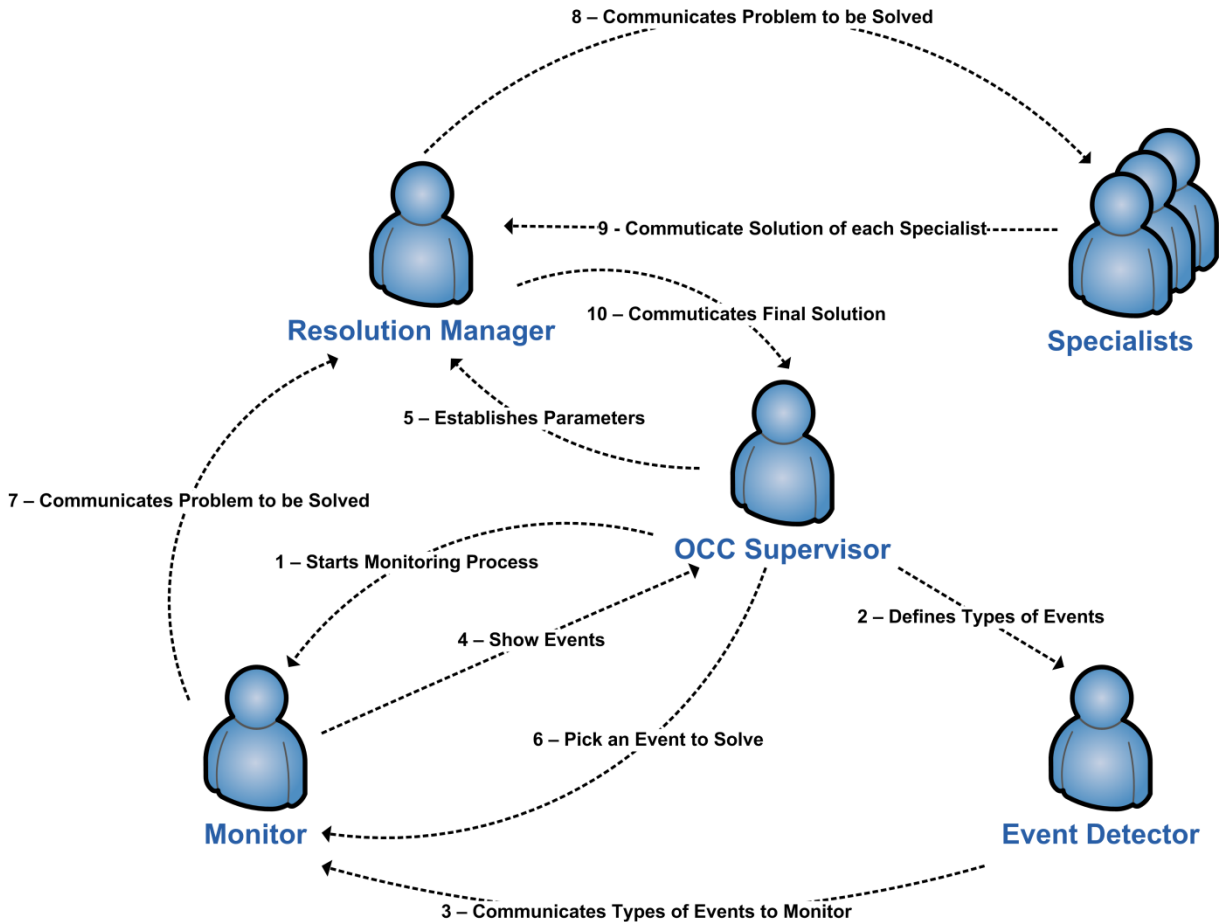 8 – Communicates Problem to be Solved
9 - Commuticate Solution of each Specialist
10 – Commuticates Final Solution
Resolution Manager
Specialists
5 – Establishes Parameters
7 – Communicates Problem to be Solved
OCC Supervisor
1 – Starts Monitoring Process
2 – Defines Types of Events
4 – Show Events
6 – Pick an Event to Solve
Monitor
Event Detector
3 – Communicates Types of Events to Monitor